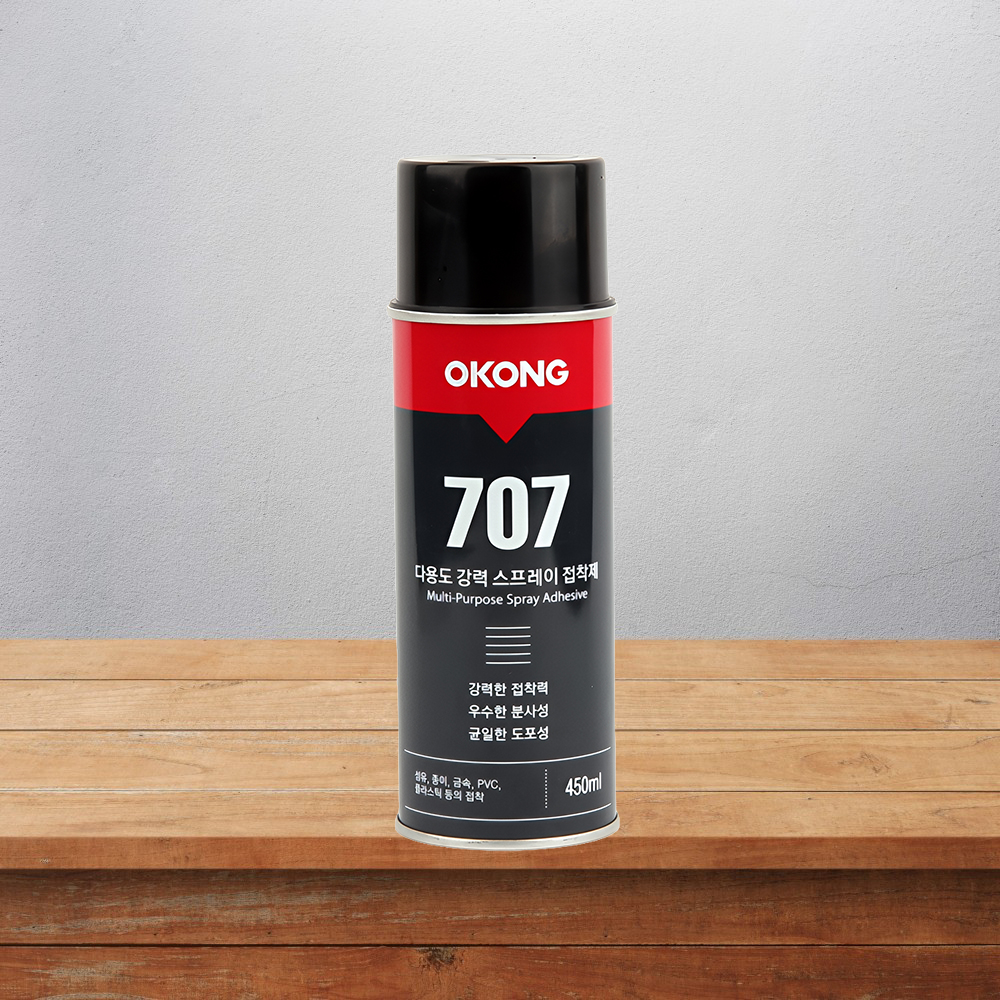 OKONG
707
다용도 강력 스프레이 접착제
Multi-Purpose Spray Adhesive
강력한 접착력
우수한 분사성
균일한 도포성
섬유, 종이, 금속, PVC,
플라스틱 등의 접착
450ml